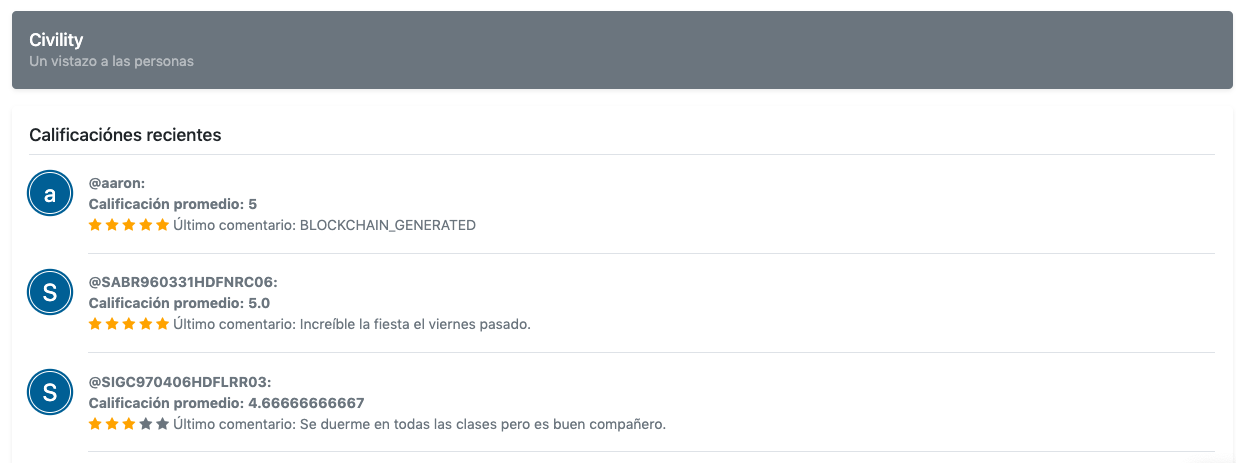 Civility
Un vistazo a las personas
Calificaciónes recientes
a
@aaron:
Calificación promedio: 5
Último comentario: BLOCKCHAIN_GENERATED
S
@SABR960331HDFNRC06:
Calificación promedio: 5.0
Último comentario: Increíble la fiesta el viernes pasado.
S
@SIGC970406HDFLRR03:
Calificación promedio: 4.66666666667
Último comentario: Se duerme en todas las clases pero es buen compañero.